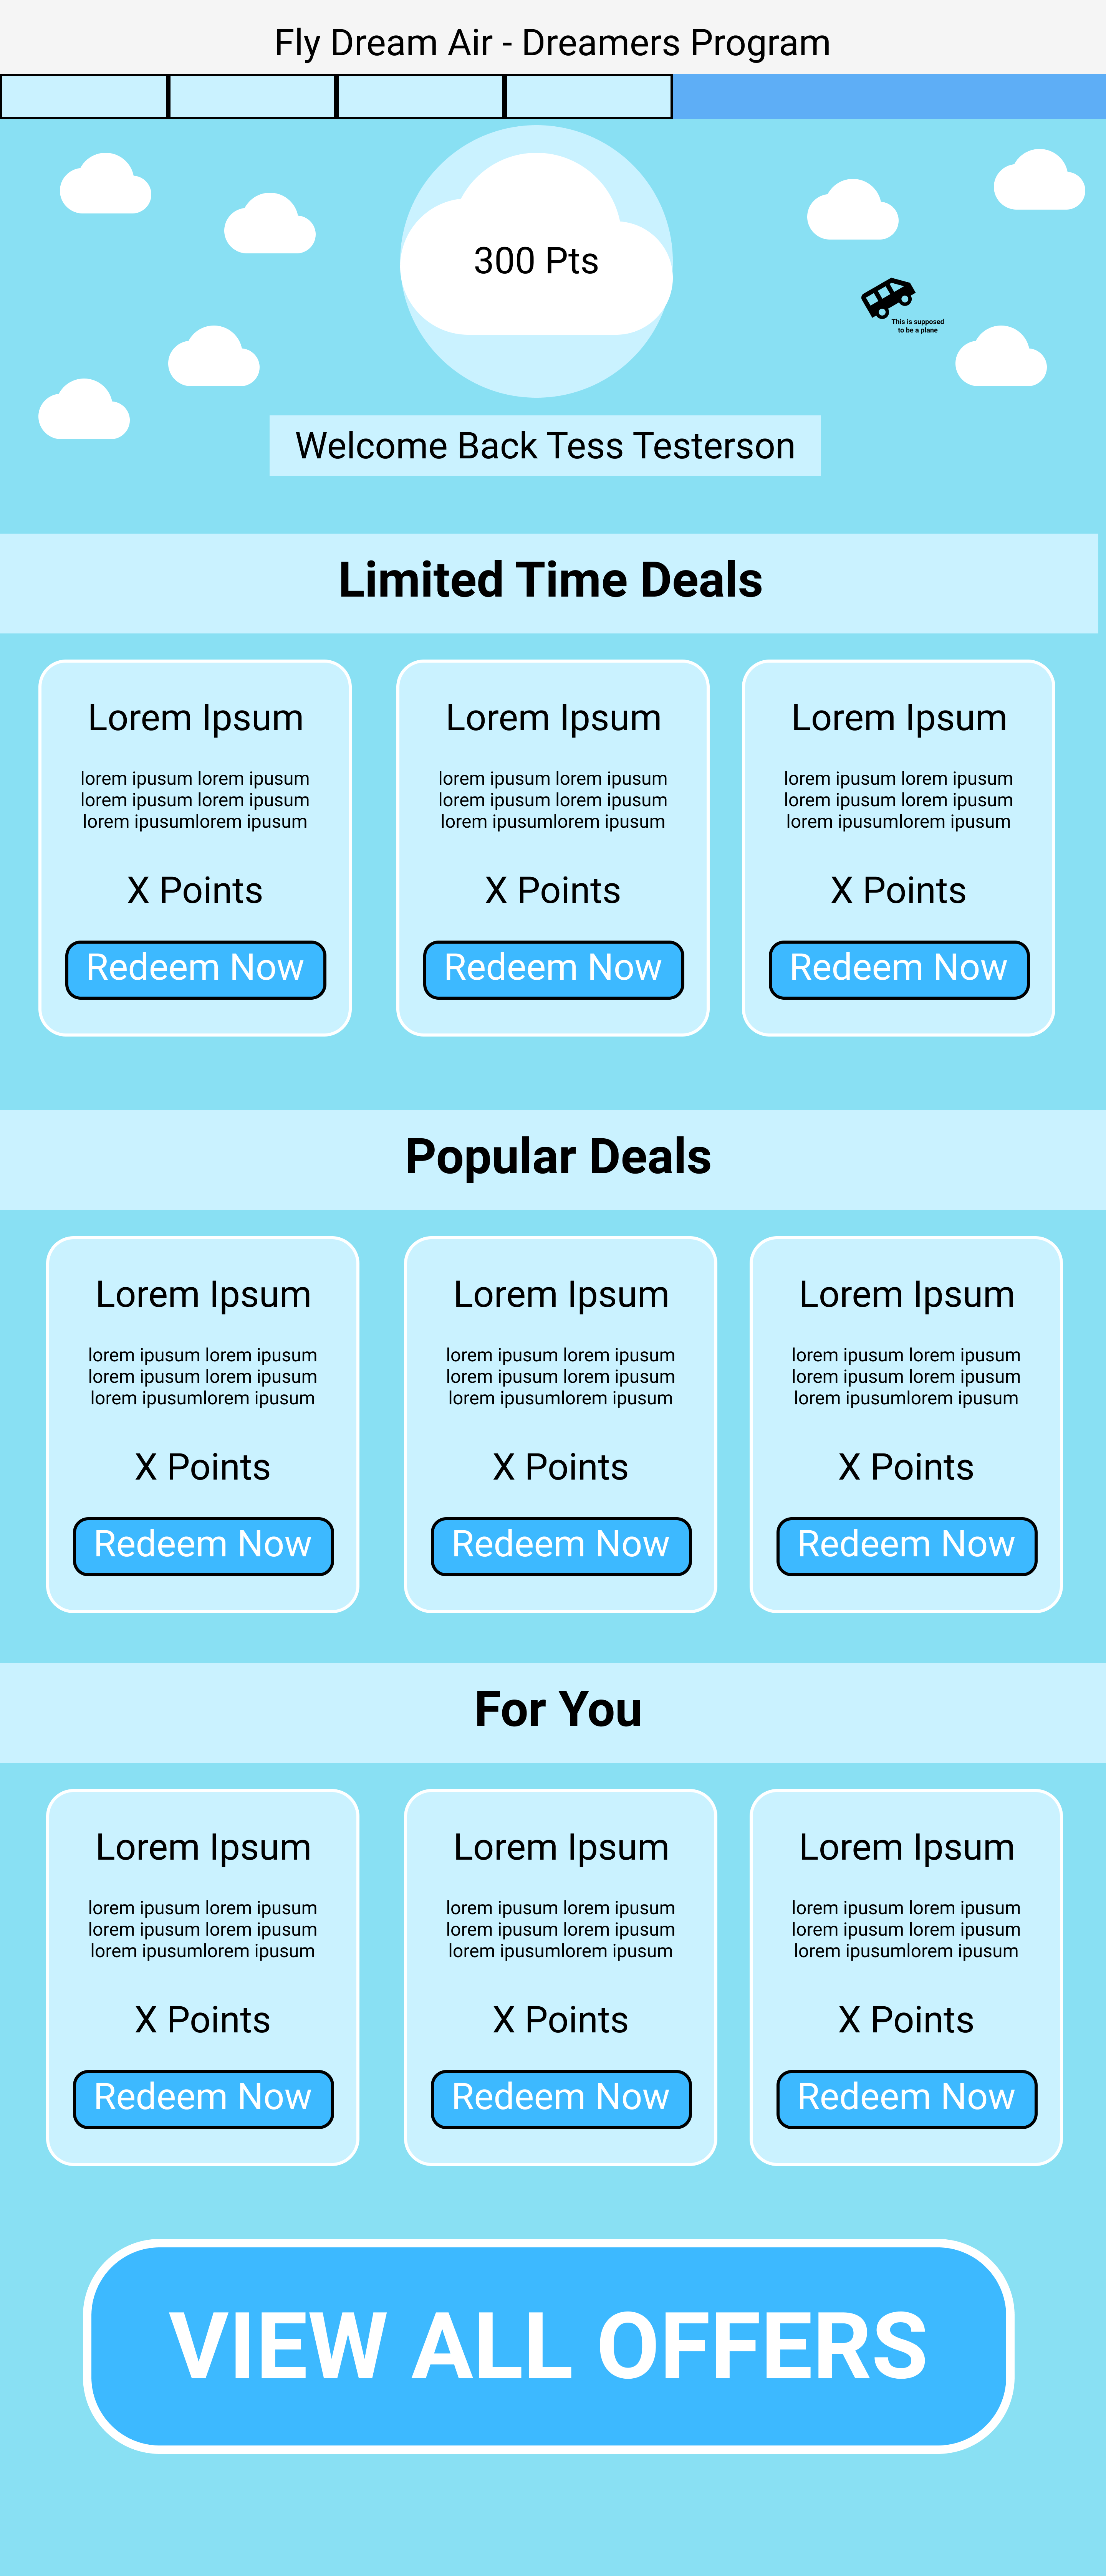 Fly Dream Air - Dreamers Program
300 Pts
This is supposed
to be a plane
Welcome Back Tess Testerson
Limited Time Deals
Lorem Ipsum
lorem ipusum lorem ipusum
lorem ipusum lorem ipusum
lorem ipusumlorem ipusum
X Points
Redeem Now
Lorem Ipsum
lorem ipusum lorem ipusum
lorem ipusum lorem ipusum
lorem ipusumlorem ipusum
X Points
Redeem Now
Lorem Ipsum
lorem ipusum lorem ipusum
lorem ipusum lorem ipusum
lorem ipusumlorem ipusum
X Points
Redeem Now
Popular Deals
Lorem Ipsum
lorem ipusum lorem ipusum
lorem ipusum lorem ipusum
lorem ipusumlorem ipusum
X Points
Redeem Now
Lorem Ipsum
lorem ipusum lorem ipusum
lorem ipusum lorem ipusum
lorem ipusumlorem ipusum
X Points
Redeem Now
Lorem Ipsum
lorem ipusum lorem ipusum
lorem ipusum lorem ipusum
lorem ipusumlorem ipusum
X Points
Redeem Now
For You
Lorem Ipsum
lorem ipusum lorem ipusum
lorem ipusum lorem ipusum
lorem ipusumlorem ipusum
X Points
Redeem Now
Lorem Ipsum
lorem ipusum lorem ipusum
lorem ipusum lorem ipusum
lorem ipusumlorem ipusum
X Points
Redeem Now
Lorem Ipsum
lorem ipusum lorem ipusum
lorem ipusum lorem ipusum
lorem ipusumlorem ipusum
X Points
Redeem Now
VIEW ALL OFFERS